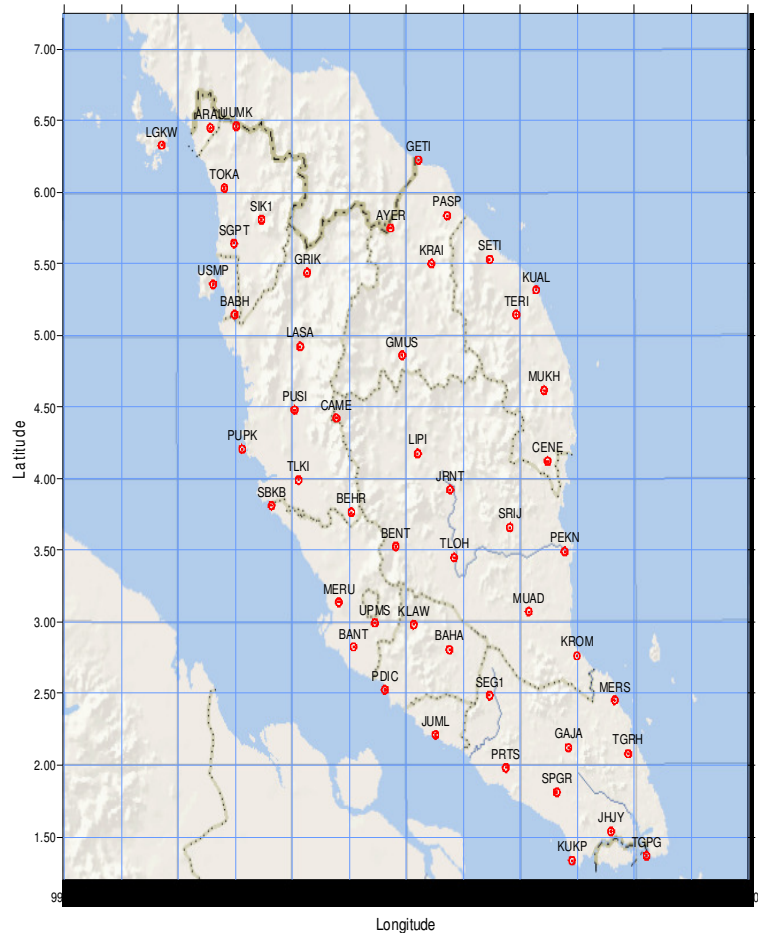 7.00
6.50
ARAU UUMK
LGKW
GETI
6.00
TOKA
PASP
SIK1
AYER
SGPT
KRAI
SETI
5.50
GRIK
USMP
KUAL
BABH
TERI
5.00
LASA
GMUS
MUKH
4.50
PUSI
CAME
PUPK
LIPI
CENE
4.00
TLKI
JRNT
SBKB
BEHR
SRIJ
3.50
BENT
TLOH
PEKN
MERU
MUAD
3.00
UPMS
KLAW
BANT
BAHA
KROM
PDIC
2.50
SEG1
MERS
JUML
GAJA
TGRH
2.00
PRTS
SPGR
1.50
JHJY
KUKP
TGPG
Latitude
99
0
Longitude